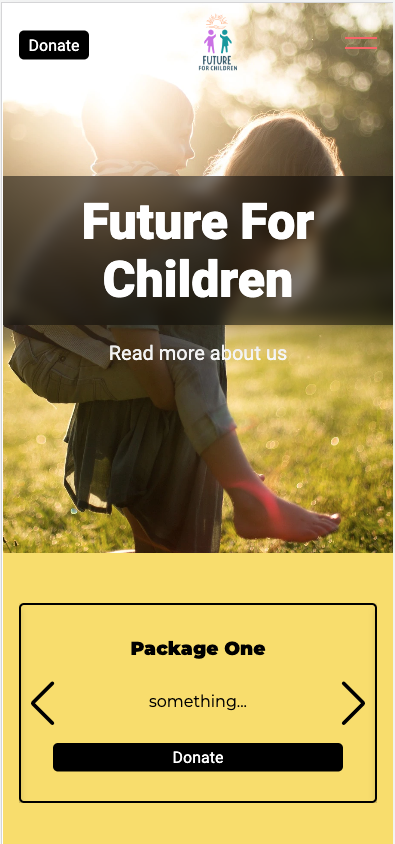 Donate
FUTURE
FOR CHILDREN
Future For
Children
Read more about us
Package One
something...
Donate